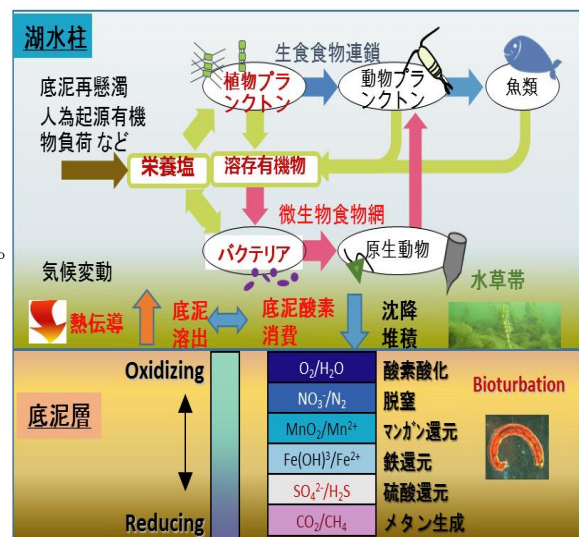 湖水柱
生食食物連鎖
底泥再懸濁
人為起源有機
物負荷 など
植物プラ
ンクトン
動物プラ
ンクトン
魚類
栄養塩
溶存有機物
微生物食物網
バクテリア
原生動物
気候変動
水草帯
熱伝導
底泥
溶出
底泥酸素
消費
沈降
堆積
底泥層
Oxidizing
Reducing
O₂/H₂O
酸素酸化
NO₃⁻/N₂
脱窒
MnO₂/Mn²⁺
マンガン還元
Fe(OH)³/Fe²⁺
鉄還元
SO₄²⁻/H₂S
硫酸還元
CO₂/CH₄
メタン生成
Bioturbation
。